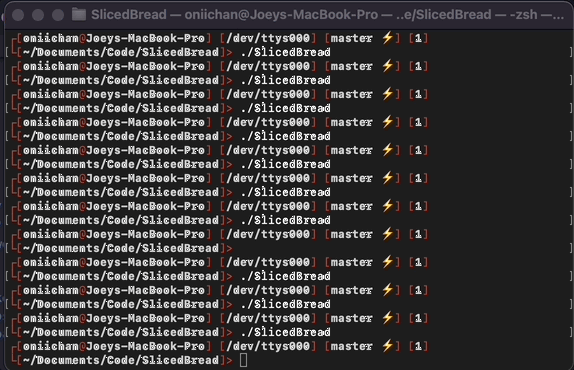 SlicedBread — oniichan@Joeys-MacBook-Pro — ..e/SlicedBread — -zsh —...
┌[oniichan@Joeys-MacBook-Pro] [/dev/ttys000] [master ⚡] [1]
[└[~/Documents/Code/SlicedBread]> ./SlicedBread ]
┌[oniichan@Joeys-MacBook-Pro] [/dev/ttys000] [master ⚡] [1]
[└[~/Documents/Code/SlicedBread]> ./SlicedBread ]
┌[oniichan@Joeys-MacBook-Pro] [/dev/ttys000] [master ⚡] [1]
[└[~/Documents/Code/SlicedBread]> ./SlicedBread ]
┌[oniichan@Joeys-MacBook-Pro] [/dev/ttys000] [master ⚡] [1]
[└[~/Documents/Code/SlicedBread]> ./SlicedBread ]
┌[oniichan@Joeys-MacBook-Pro] [/dev/ttys000] [master ⚡] [1]
[└[~/Documents/Code/SlicedBread]> ./SlicedBread ]
┌[oniichan@Joeys-MacBook-Pro] [/dev/ttys000] [master ⚡] [1]
[└[~/Documents/Code/SlicedBread]> ./SlicedBread ]
┌[oniichan@Joeys-MacBook-Pro] [/dev/ttys000] [master ⚡] [1]
[└[~/Documents/Code/SlicedBread]> ./SlicedBread ]
┌[oniichan@Joeys-MacBook-Pro] [/dev/ttys000] [master ⚡] [1]
[└[~/Documents/Code/SlicedBread]> ]
┌[oniichan@Joeys-MacBook-Pro] [/dev/ttys000] [master ⚡] [1]
[└[~/Documents/Code/SlicedBread]> ./SlicedBread ]
┌[oniichan@Joeys-MacBook-Pro] [/dev/ttys000] [master ⚡] [1]
[└[~/Documents/Code/SlicedBread]> ./SlicedBread ]
┌[oniichan@Joeys-MacBook-Pro] [/dev/ttys000] [master ⚡] [1]
[└[~/Documents/Code/SlicedBread]> ./SlicedBread ]
┌[oniichan@Joeys-MacBook-Pro] [/dev/ttys000] [master ⚡] [1]
└[~/Documents/Code/SlicedBread]>